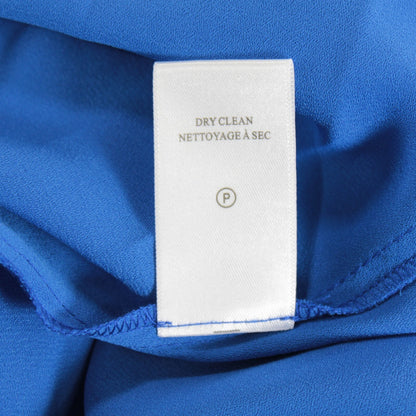 DRY CLEAN
NETTOYAGE À SEC
P